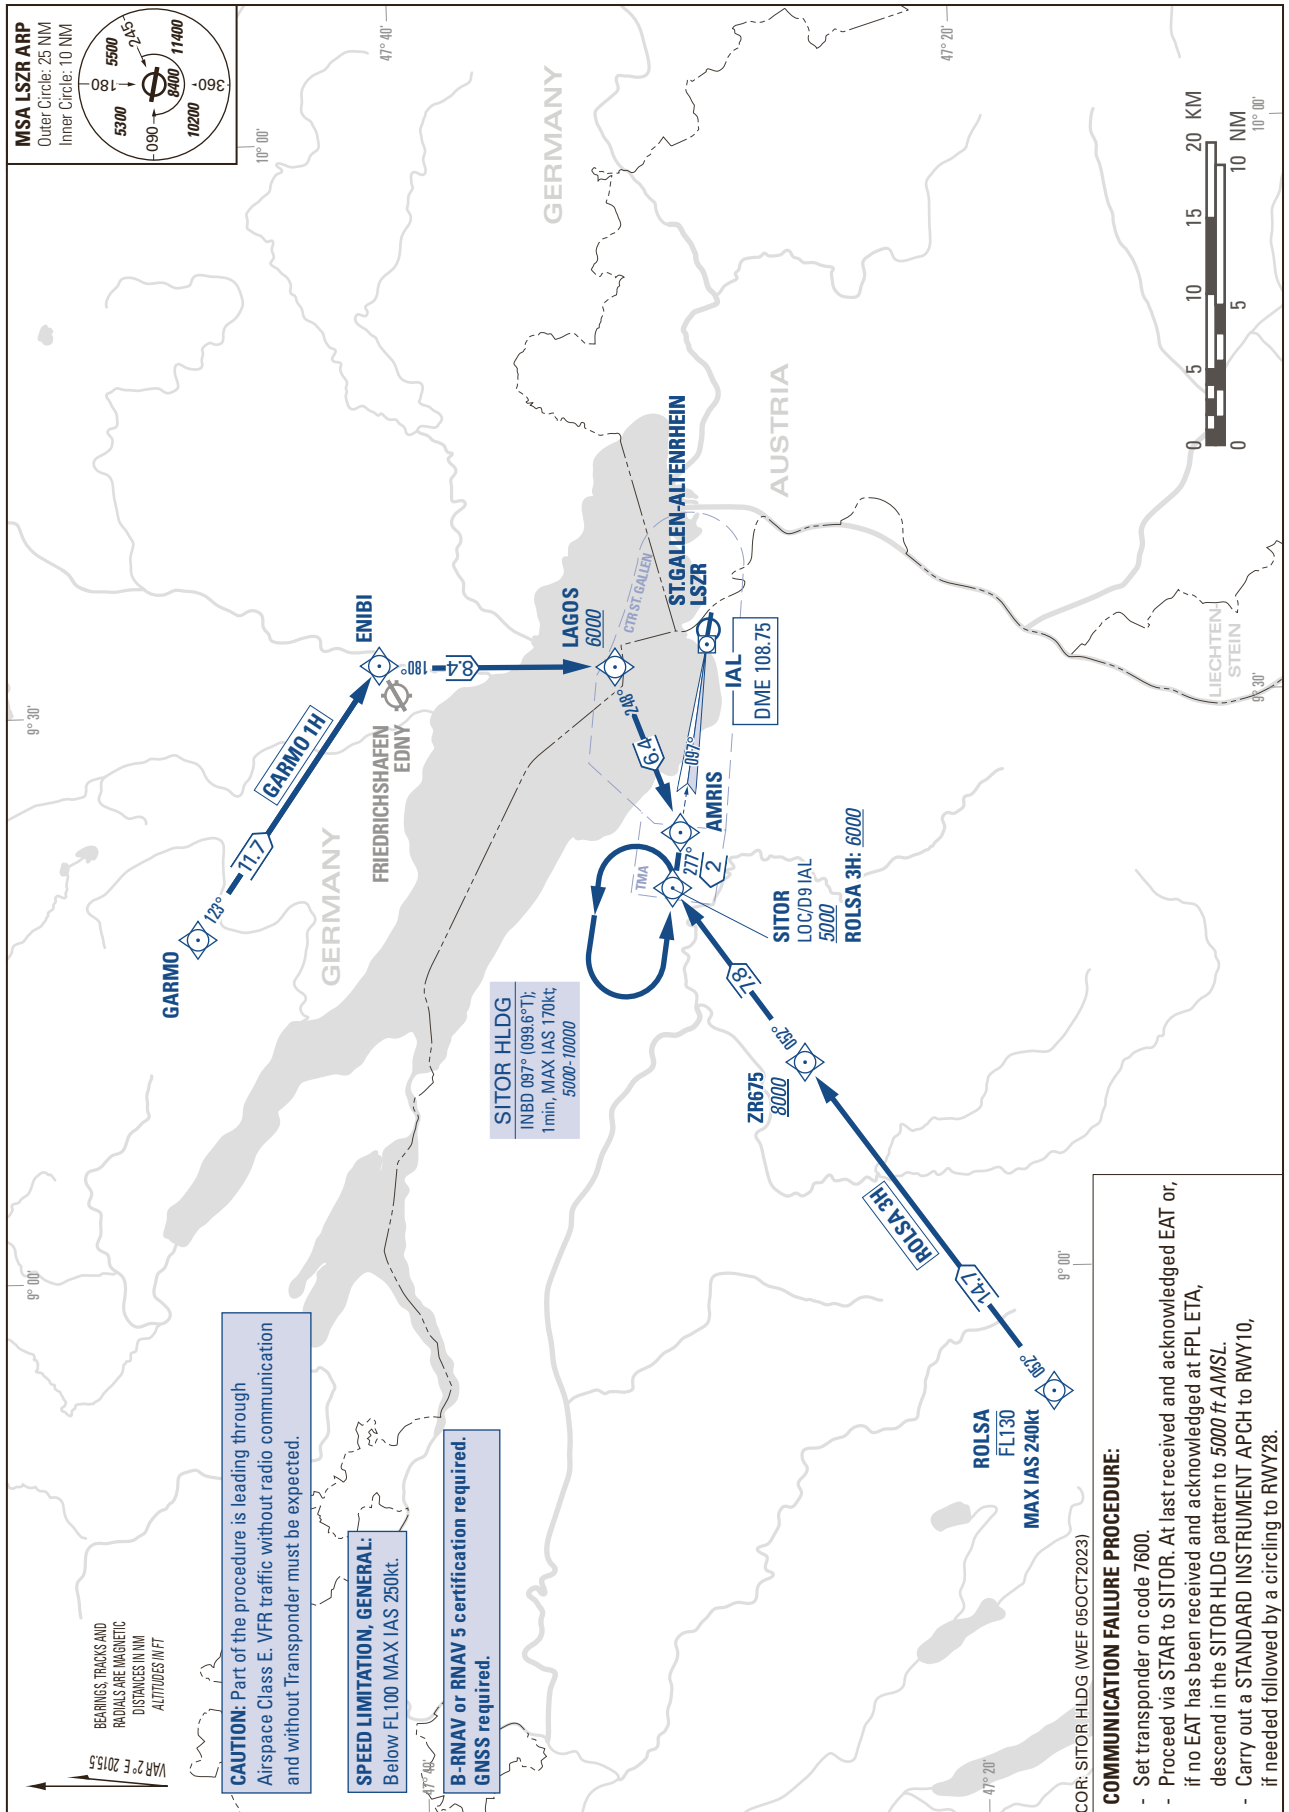 MSA LSZR ARP
Outer Circle: 25 NM
Inner Circle: 10 NM
5300
180
5500
245
11400
8400
090
10200
360
BEARINGS, TRACKS AND
RADIALS ARE MAGNETIC
DISTANCES IN NM
ALTITUDES IN FT
VAR 2° E 2015.5
CAUTION: Part of the procedure is leading through
Airspace Class E. VFR traffic without radio communication
and without Transponder must be expected.
SPEED LIMITATION, GENERAL:
Below FL100 MAX IAS 250kt.
B-RNAV or RNAV 5 certification required.
GNSS required.
9° 00'
9° 30'
10° 00'
47° 40'
47° 40'
GARMO
123°
11.7
GARMO 1H
ENIBI
180°
8.4
FRIEDRICHSHAFEN
EDNY
GERMANY
GERMANY
LAGOS
6000
248°
6.4
CTR ST. GALLEN
ST.GALLEN-ALTENRHEIN
LSZR
IAL
DME 108.75
097°
AMRIS
277°
2
TMA
SITOR HLDG
INBD 097° (099.6°T);
1min, MAX IAS 170kt;
5000-10000
SITOR
LOC/D9 IAL
5000
ROLSA 3H: 6000
7.8
052°
ZR675
8000
ROLSA 3H
14.7
052°
ROLSA
FL130
MAX IAS 240kt
AUSTRIA
LIECHTEN-
STEIN
47° 20'
47° 20'
9° 00'
9° 30'
10° 00'
0 5 10 15 20 KM
0 5 10 NM
COR: SITOR HLDG (WEF 05OCT2023)
COMMUNICATION FAILURE PROCEDURE:
- Set transponder on code 7600.
- Proceed via STAR to SITOR. At last received and acknowledged EAT or,
if no EAT has been received and acknowledged at FPL ETA,
descend in the SITOR HLDG pattern to 5000 ft AMSL.
- Carry out a STANDARD INSTRUMENT APCH to RWY10,
if needed followed by a circling to RWY28.